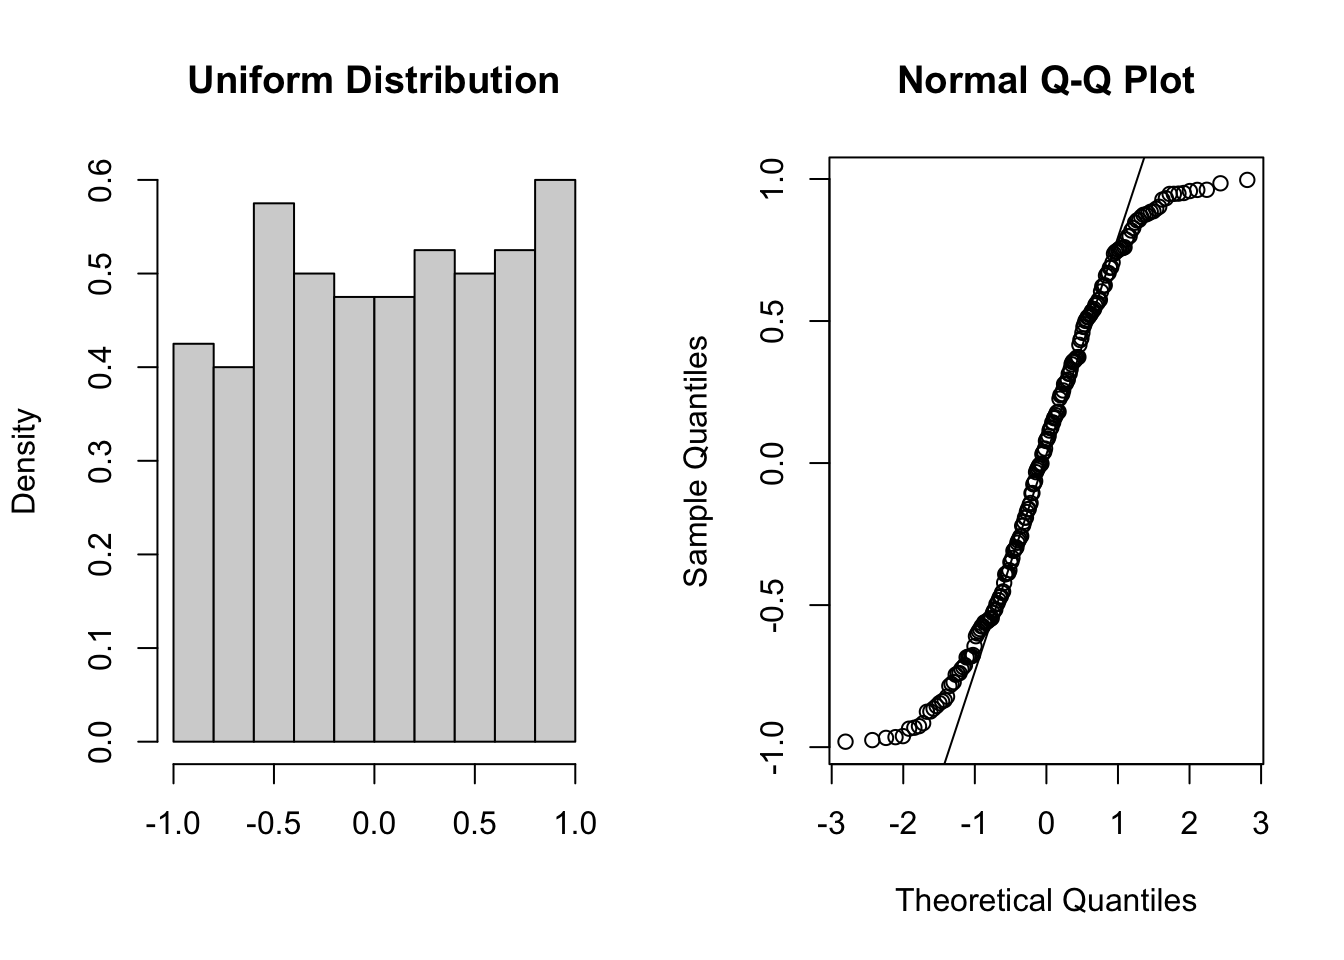 Uniform Distribution
Density
0.6
0.5
0.4
0.3
0.2
0.1
0.0
-1.0 -0.5 0.0 0.5 1.0
Normal Q-Q Plot
Sample Quantiles
1.0
0.5
0.0
-0.5
-1.0
-3 -2 -1 0 1 2 3
Theoretical Quantiles